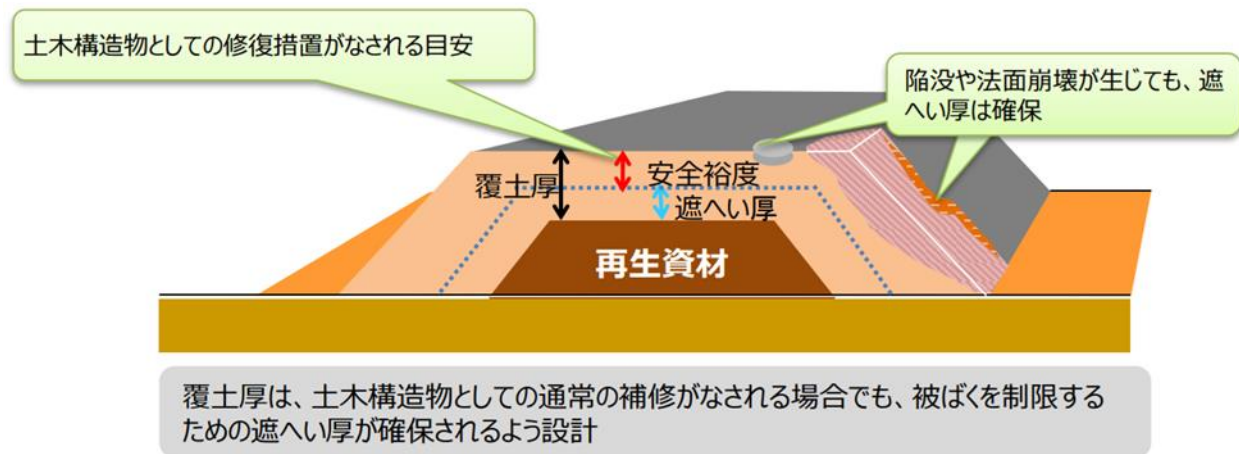 土木構造物としての修復措置がなされる目安
陥没や法面崩壊が生じても、遮
へい厚は確保
覆土厚
安全裕度
遮へい厚
再生資材
覆土厚は、土木構造物としての通常の補修がなされる場合でも、被ばくを制限する
ための遮へい厚が確保されるよう設計